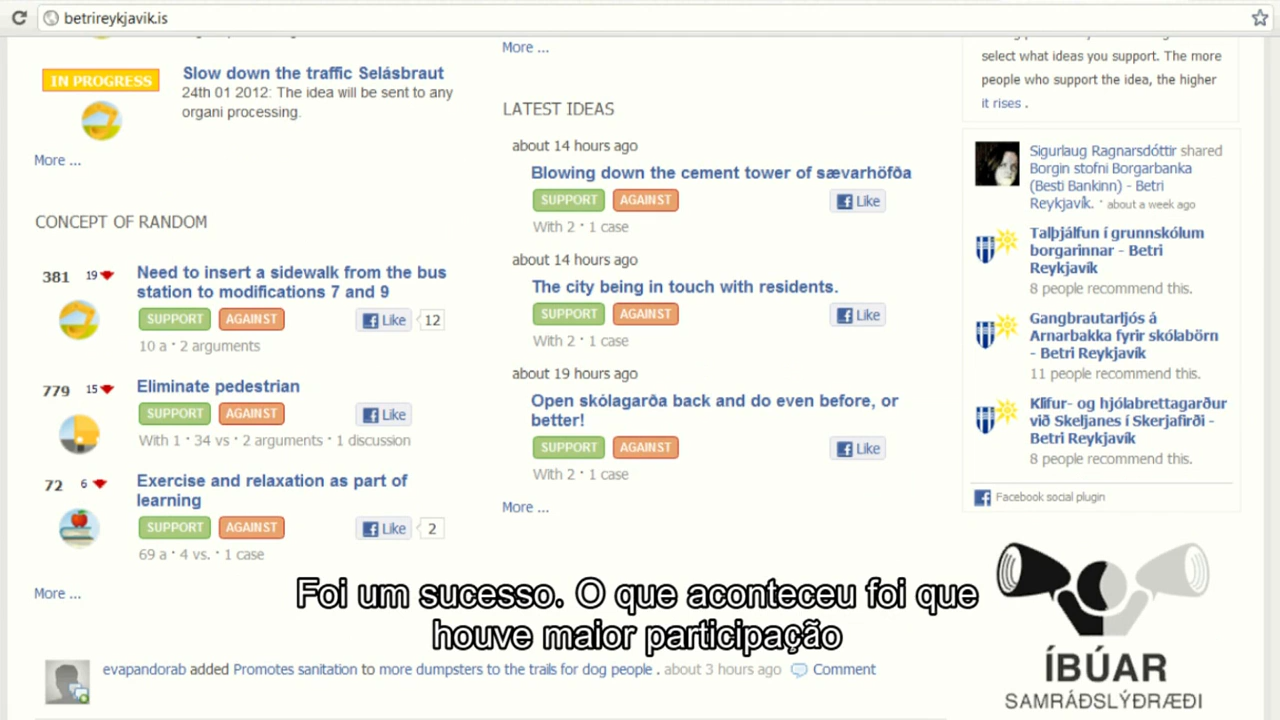 betrireykjavik.is
IN PROGRESS
Slow down the traffic Selásbraut
24th 01 2012: The idea will be sent to any
organi processing.
More ...
CONCEPT OF RANDOM
381 19
Need to insert a sidewalk from the bus
station to modifications 7 and 9
SUPPORT AGAINST Like 12
10 a · 2 arguments
779 15
Eliminate pedestrian
SUPPORT AGAINST Like
With 1 · 34 vs · 2 arguments · 1 discussion
72 6
Exercise and relaxation as part of
learning
SUPPORT AGAINST Like 2
69 a · 4 vs. · 1 case
More ...
More ...
LATEST IDEAS
about 14 hours ago
Blowing down the cement tower of sævarhöfða
SUPPORT AGAINST Like
With 2 · 1 case
about 14 hours ago
The city being in touch with residents.
SUPPORT AGAINST Like
With 2 · 1 case
about 19 hours ago
Open skólagarða back and do even before, or
better!
SUPPORT AGAINST Like
With 2 · 1 case
More ...
select what ideas you support. The more
people who support the idea, the higher
it rises .
Sigurlaug Ragnarsdóttir shared
Borgin stofni Borgarbanka
(Besti Bankinn) - Betri
Reykjavík. · about a week ago
Talþjálfun í grunnskólum
borgarinnar - Betri
Reykjavík
8 people recommend this.
Gangbrautarljós á
Arnarbakka fyrir skólabörn
- Betri Reykjavík
11 people recommend this.
Klifur- og hjólabrettagarður
við Skeljanes í Skerjafirði -
Betri Reykjavík
8 people recommend this.
Facebook social plugin
ÍBÚAR
SAMRÁÐSLÝÐRÆÐI
Foi um sucesso. O que aconteceu foi que
houve maior participação
evapandorab added Promotes sanitation to more dumpsters to the trails for dog people . about 3 hours ago Comment